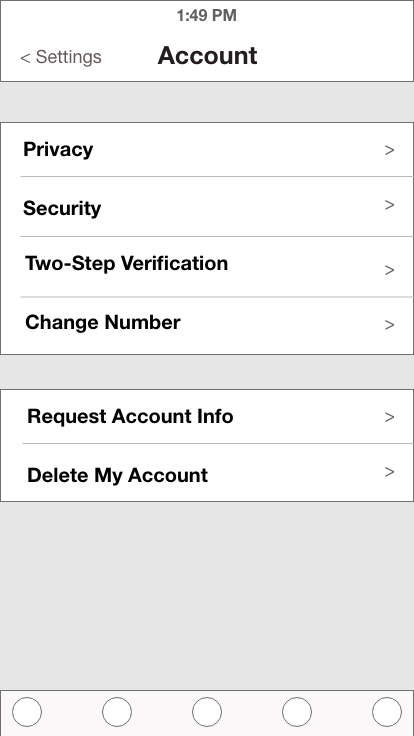 1:49 PM
< Settings Account
Privacy >
Security >
Two-Step Verification >
Change Number >
Request Account Info >
Delete My Account >